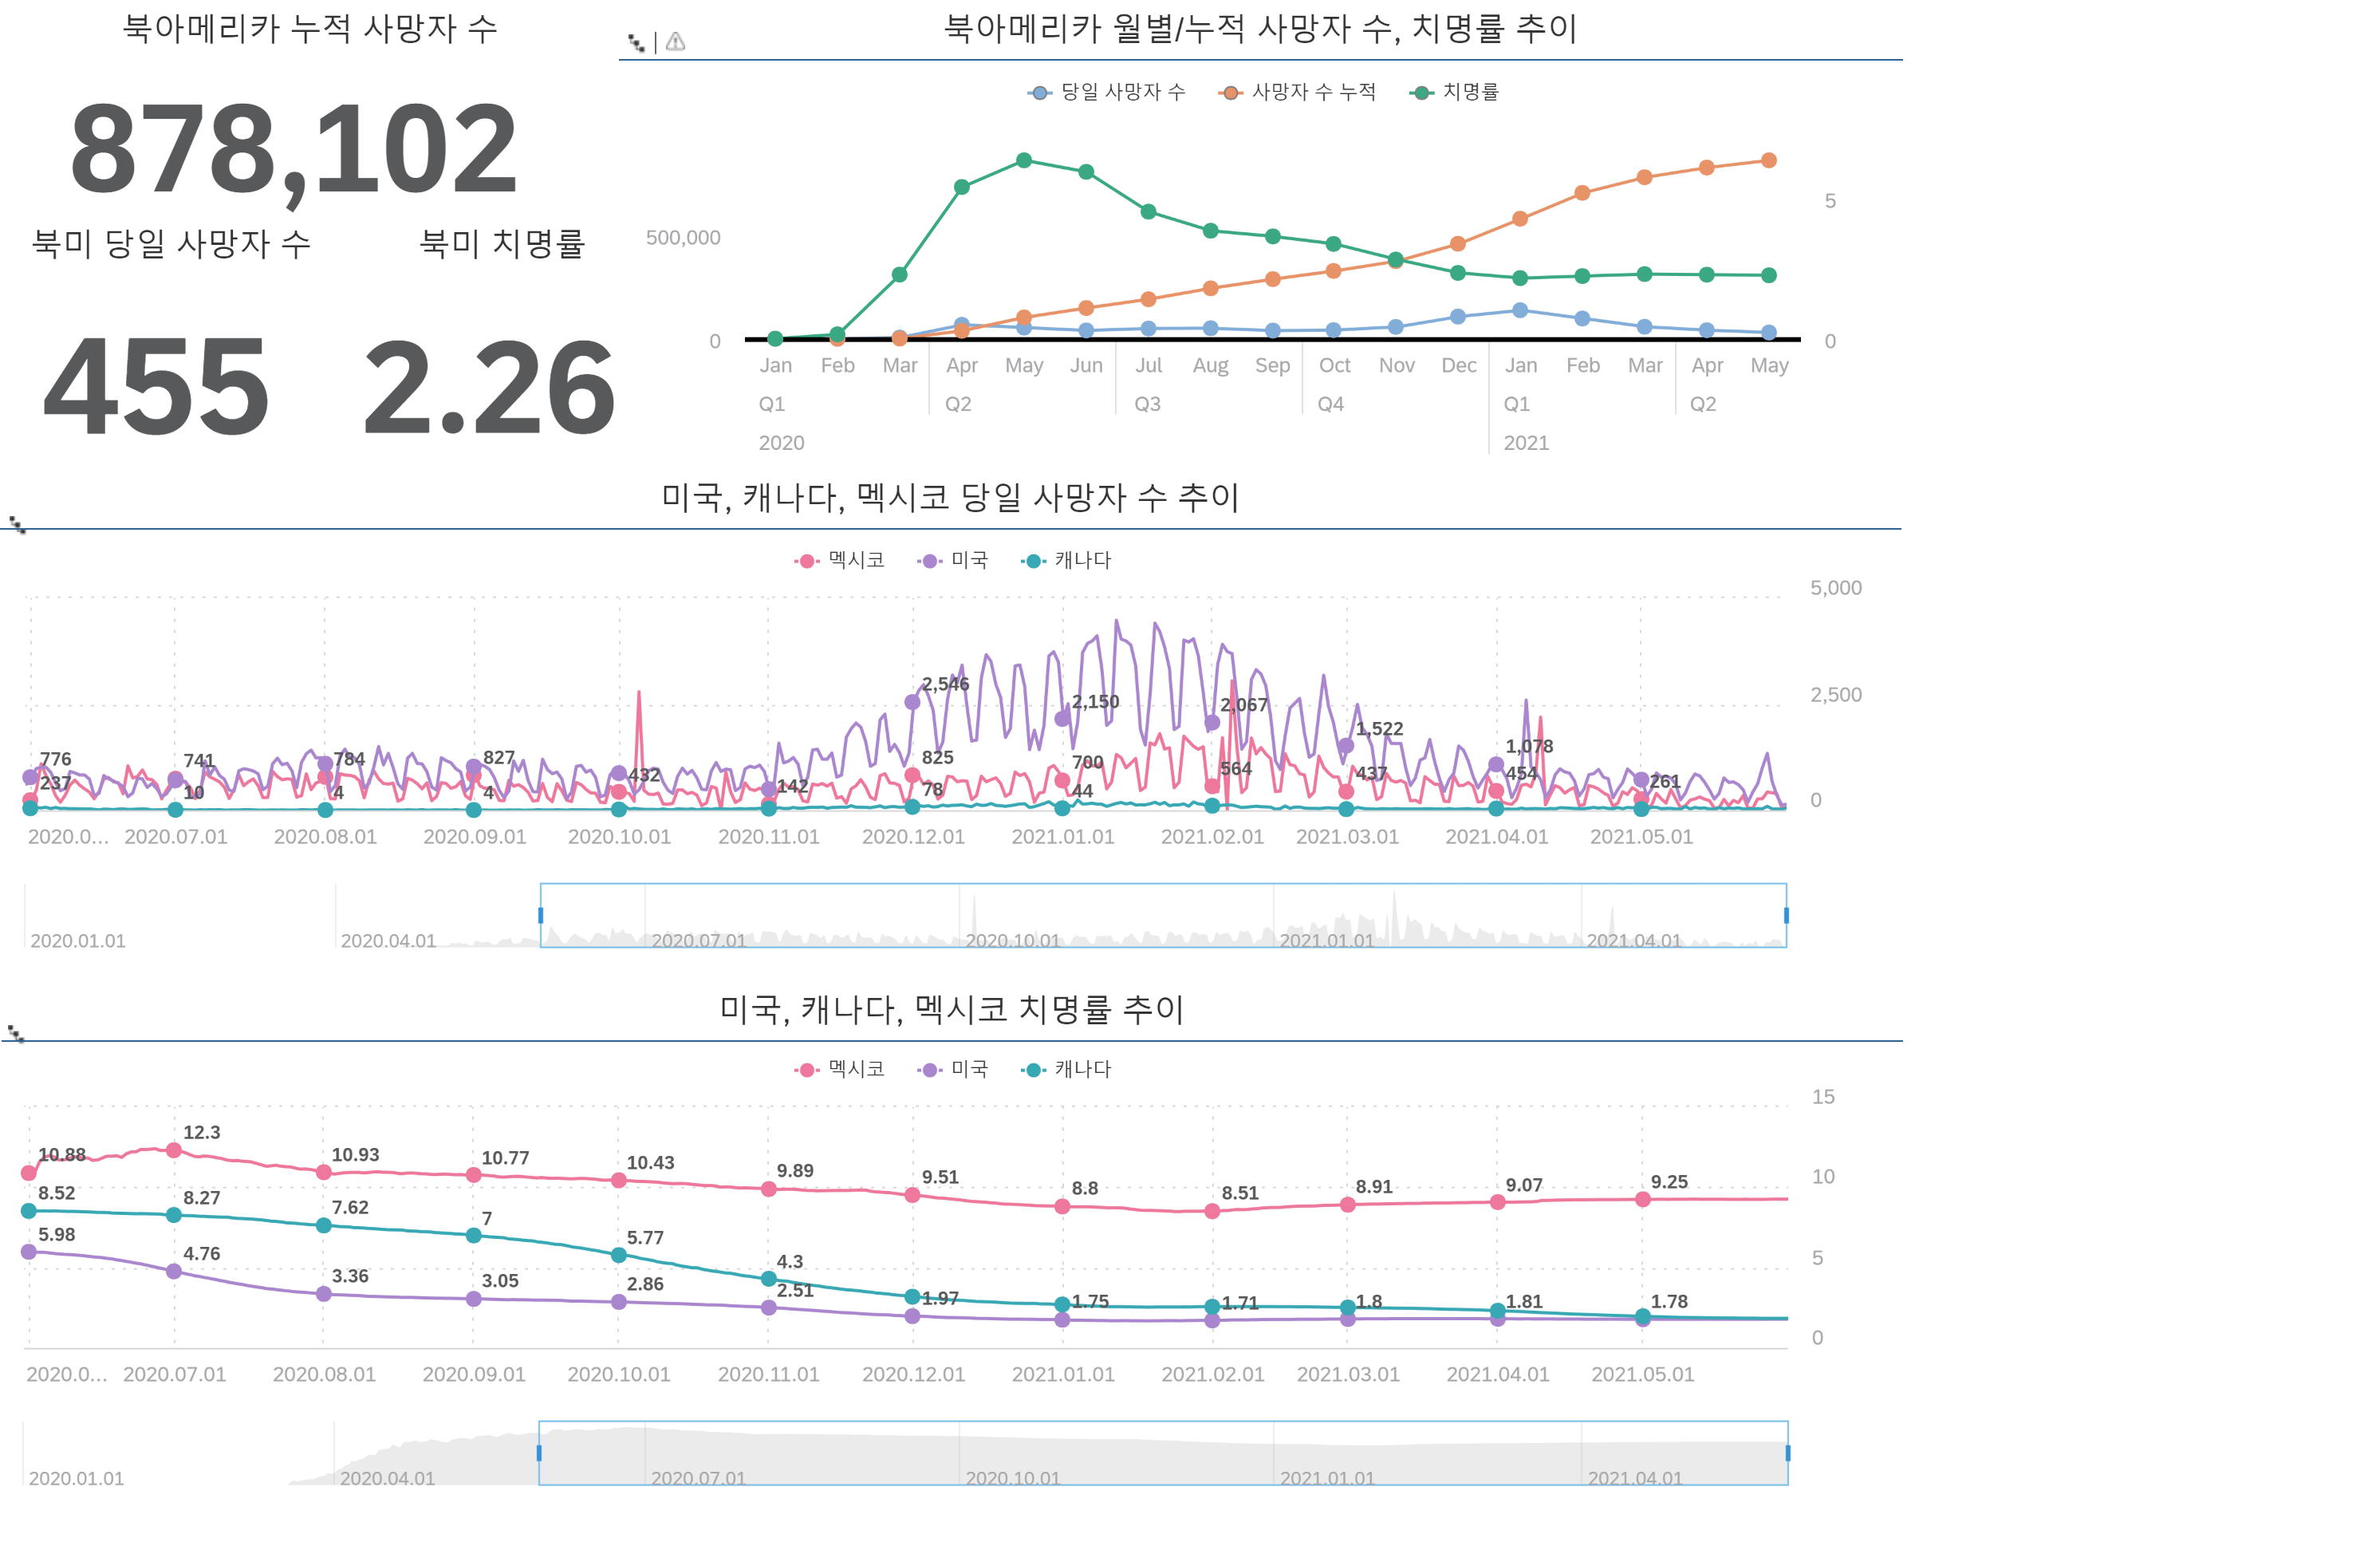 북아메리카 누적 사망자 수
878,102
북미 당일 사망자 수 북미 치명률
455 2.26
북아메리카 월별/누적 사망자 수, 치명률 추이
당일 사망자 수 사망자 수 누적 치명률
500,000 5
0 0
Jan Feb Mar Apr May Jun Jul Aug Sep Oct Nov Dec Jan Feb Mar Apr May
Q1 Q2 Q3 Q4 Q1 Q2
2020 2021
미국, 캐나다, 멕시코 당일 사망자 수 추이
멕시코 미국 캐나다
5,000
2,500
0
2,546 2,150 2,067 1,522 1,078
776 741 784 827 432 142 825 700 564 437 454 261
237 10 4 4 78 44
2020.0... 2020.07.01 2020.08.01 2020.09.01 2020.10.01 2020.11.01 2020.12.01 2021.01.01 2021.02.01 2021.03.01 2021.04.01 2021.05.01
2020.01.01 2020.04.01 2020.07.01 2020.10.01 2021.01.01 2021.04.01
미국, 캐나다, 멕시코 치명률 추이
멕시코 미국 캐나다
15
10
5
0
10.88 12.3 10.93 10.77 10.43 9.89 9.51 8.8 8.51 8.91 9.07 9.25
8.52 8.27 7.62 7 5.77 4.3
5.98 4.76 3.36 3.05 2.86 2.51 1.97 1.75 1.71 1.8 1.81 1.78
2020.0... 2020.07.01 2020.08.01 2020.09.01 2020.10.01 2020.11.01 2020.12.01 2021.01.01 2021.02.01 2021.03.01 2021.04.01 2021.05.01
2020.01.01 2020.04.01 2020.07.01 2020.10.01 2021.01.01 2021.04.01